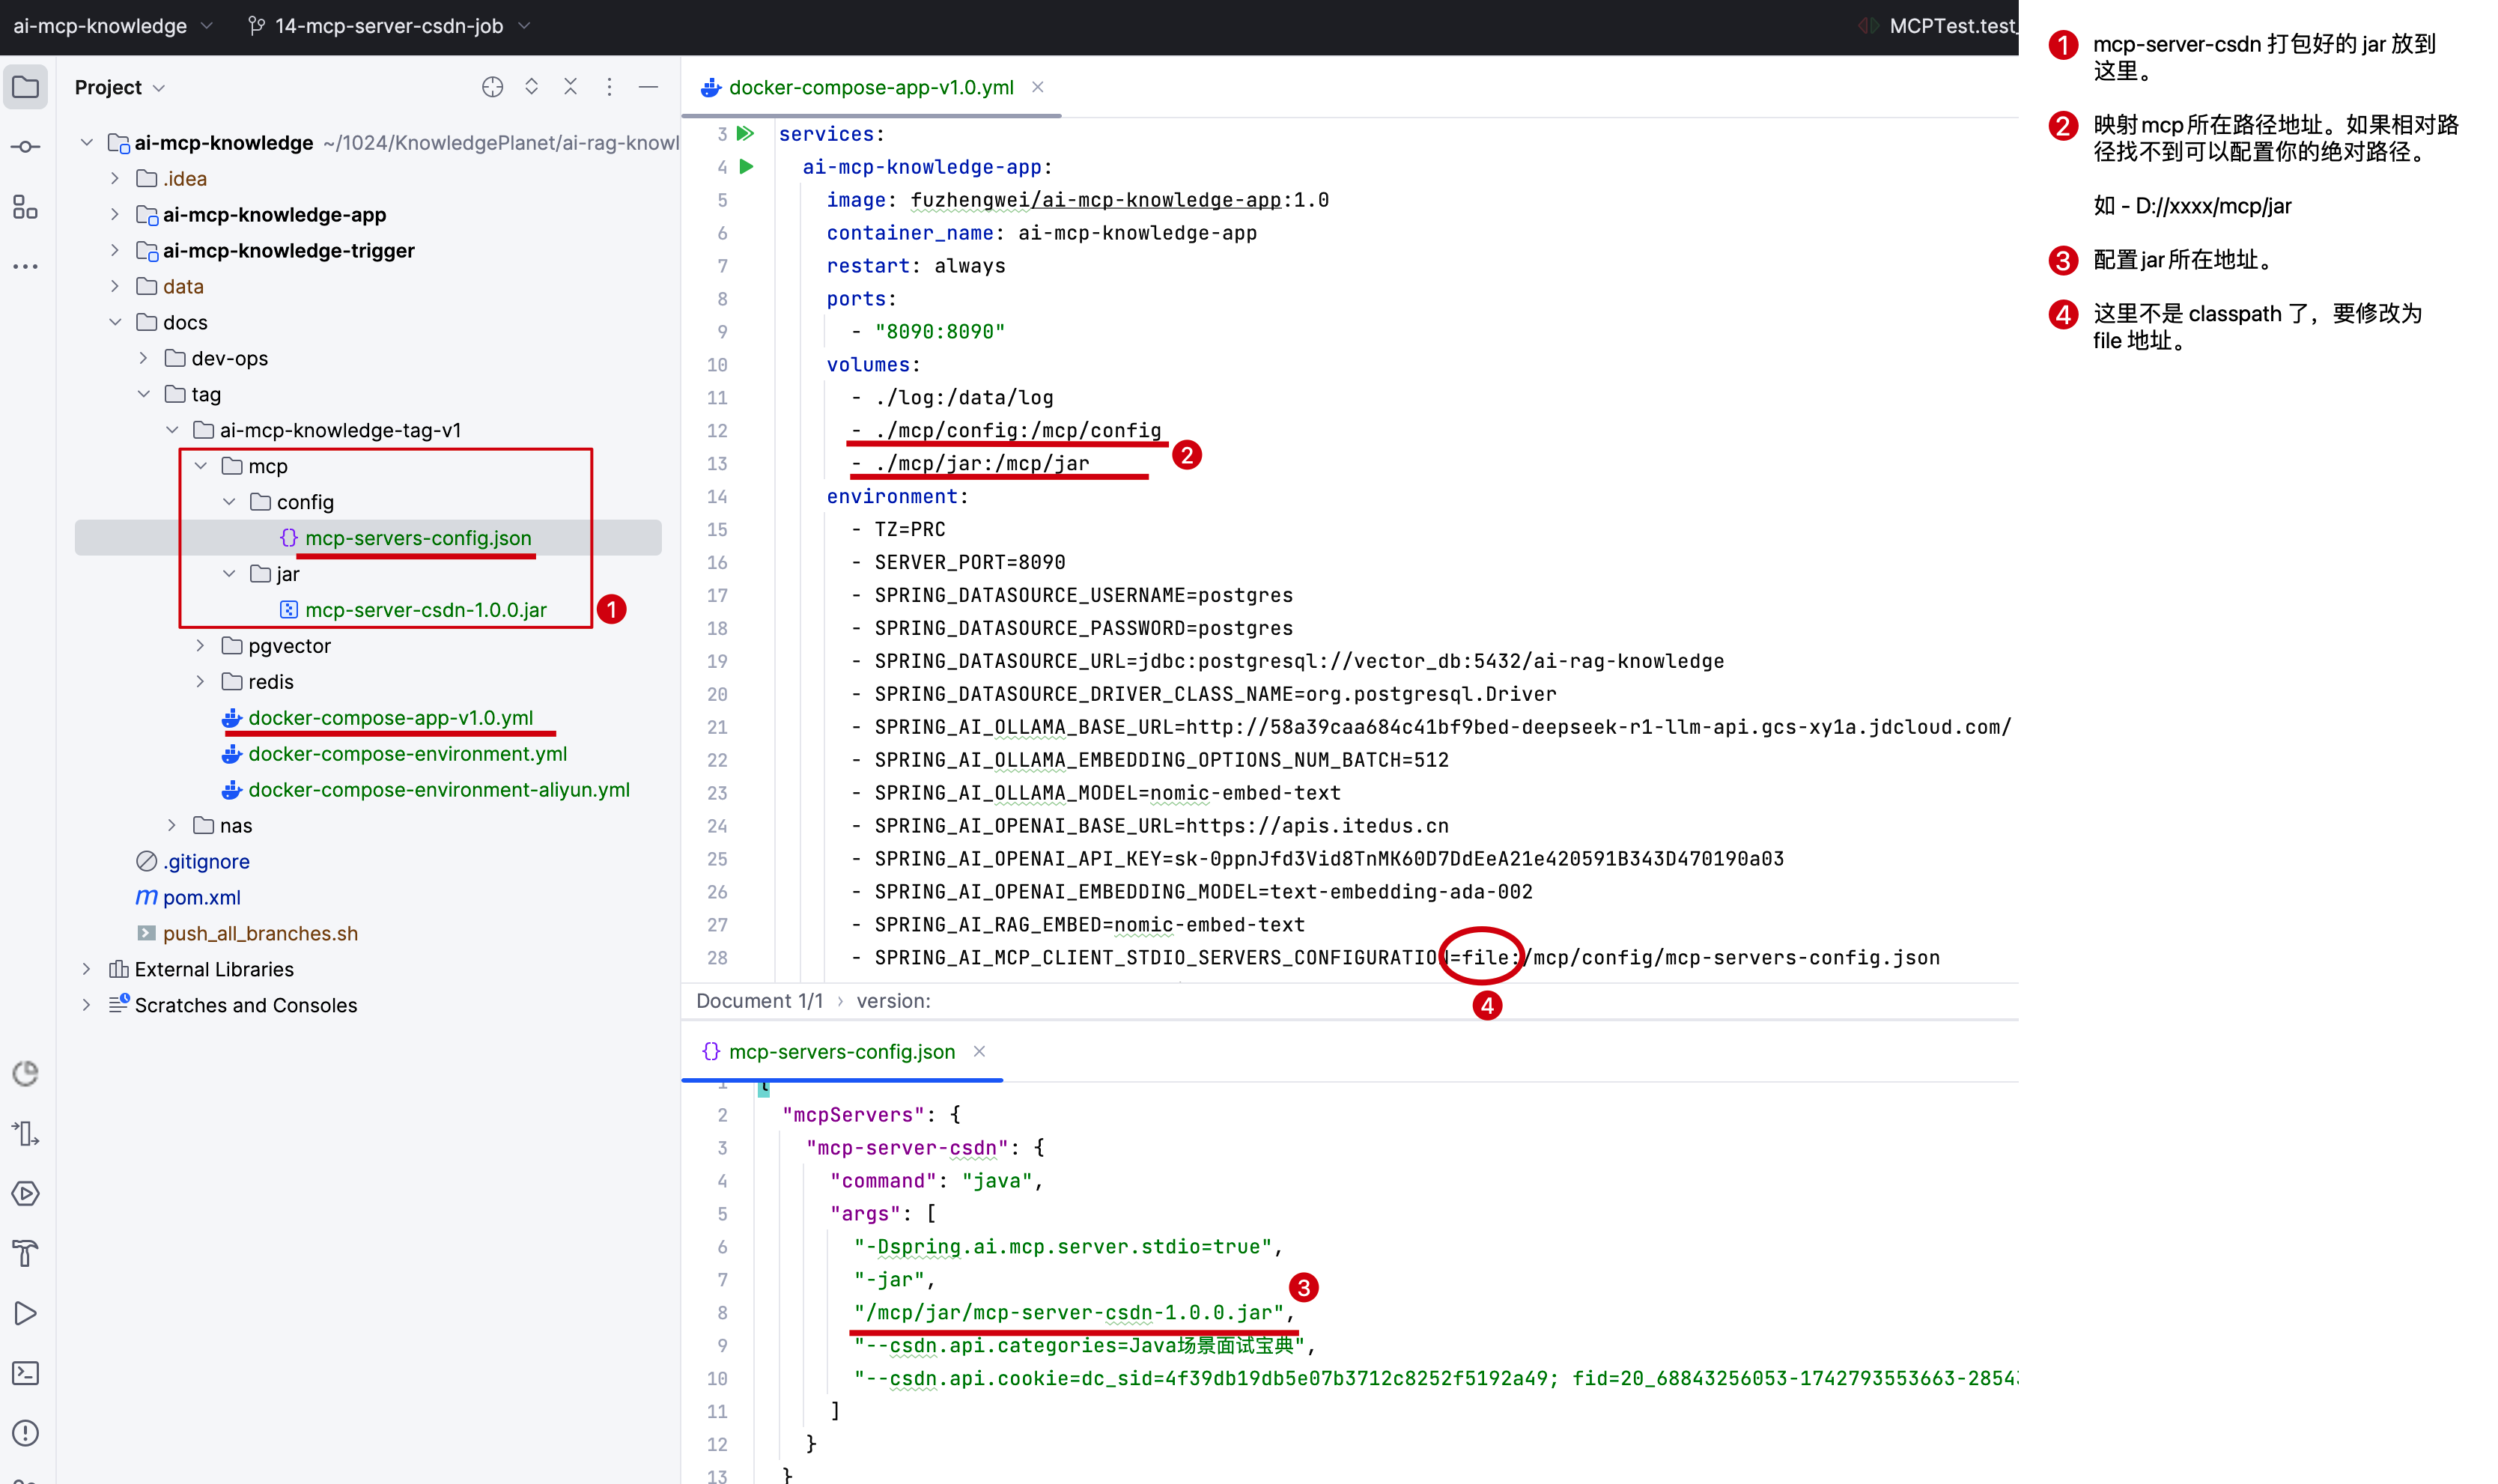 ai-mcp-knowledge
14-mcp-server-csdn-job
MCPTest.test_
Project
ai-mcp-knowledge ~/1024/KnowledgePlanet/ai-rag-knowl
.idea
ai-mcp-knowledge-app
ai-mcp-knowledge-trigger
data
docs
dev-ops
tag
ai-mcp-knowledge-tag-v1
mcp
config
mcp-servers-config.json
jar
mcp-server-csdn-1.0.0.jar
1
pgvector
redis
docker-compose-app-v1.0.yml
docker-compose-environment.yml
docker-compose-environment-aliyun.yml
nas
.gitignore
pom.xml
push_all_branches.sh
External Libraries
Scratches and Consoles
docker-compose-app-v1.0.yml
3 services:
4 ai-mcp-knowledge-app:
5 image: fuzhengwei/ai-mcp-knowledge-app:1.0
6 container_name: ai-mcp-knowledge-app
7 restart: always
8 ports:
9 - "8090:8090"
10 volumes:
11 - ./log:/data/log
12 - ./mcp/config:/mcp/config
2
13 - ./mcp/jar:/mcp/jar
14 environment:
15 - TZ=PRC
16 - SERVER_PORT=8090
17 - SPRING_DATASOURCE_USERNAME=postgres
18 - SPRING_DATASOURCE_PASSWORD=postgres
19 - SPRING_DATASOURCE_URL=jdbc:postgresql://vector_db:5432/ai-rag-knowledge
20 - SPRING_DATASOURCE_DRIVER_CLASS_NAME=org.postgresql.Driver
21 - SPRING_AI_OLLAMA_BASE_URL=http://58a39caa684c41bf9bed-deepseek-r1-llm-api.gcs-xy1a.jdcloud.com/
22 - SPRING_AI_OLLAMA_EMBEDDING_OPTIONS_NUM_BATCH=512
23 - SPRING_AI_OLLAMA_MODEL=nomic-embed-text
24 - SPRING_AI_OPENAI_BASE_URL=https://apis.itedus.cn
25 - SPRING_AI_OPENAI_API_KEY=sk-0ppnJfd3Vid8TnMK60D7DdEeA21e420591B343D470190a03
26 - SPRING_AI_OPENAI_EMBEDDING_MODEL=text-embedding-ada-002
27 - SPRING_AI_RAG_EMBED=nomic-embed-text
28 - SPRING_AI_MCP_CLIENT_STDIO_SERVERS_CONFIGURATION=file:/mcp/config/mcp-servers-config.json
Document 1/1 › version:
4
mcp-servers-config.json
1 {
2 "mcpServers": {
3 "mcp-server-csdn": {
4 "command": "java",
5 "args": [
6 "-Dspring.ai.mcp.server.stdio=true",
7 "-jar",
3
8 "/mcp/jar/mcp-server-csdn-1.0.0.jar",
9 "--csdn.api.categories=Java场景面试宝典",
10 "--csdn.api.cookie=dc_sid=4f39db19db5e07b3712c8252f5192a49; fid=20_68843256053-1742793553663-2854
11 ]
12 }
13 }
1 mcp-server-csdn 打包好的 jar 放到
这里。
2 映射mcp所在路径地址。如果相对路
径找不到可以配置你的绝对路径。
如 - D://xxxx/mcp/jar
3 配置jar所在地址。
4 这里不是 classpath 了，要修改为
file 地址。